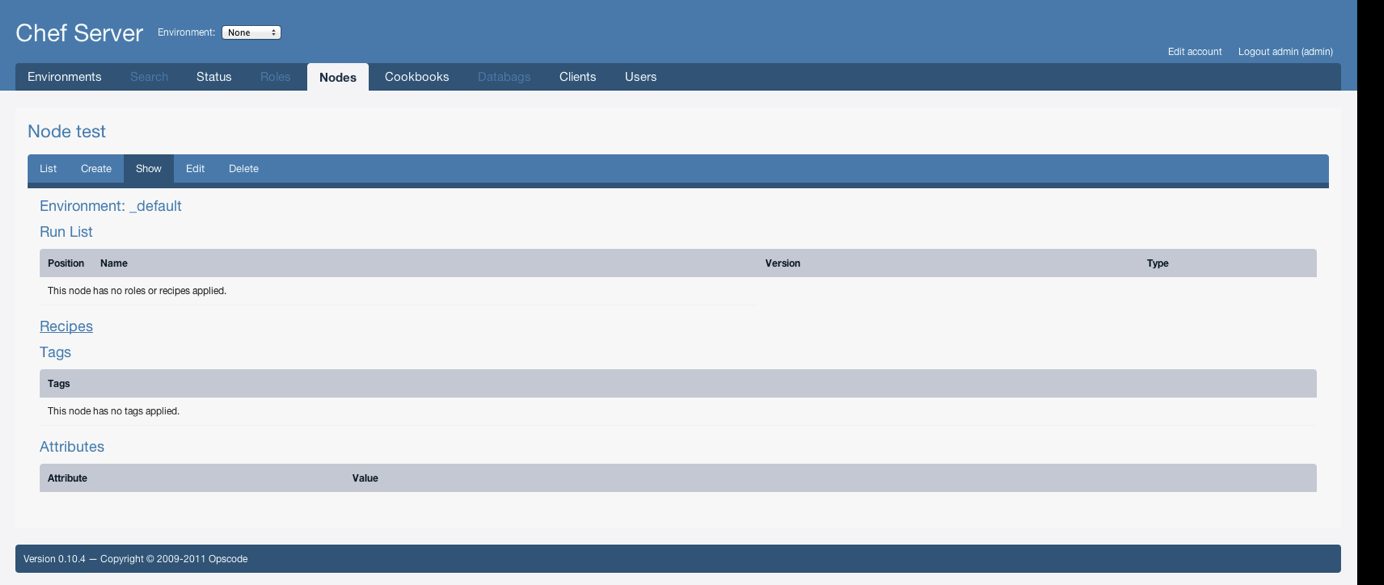 Chef Server Environment: None
Edit account Logout admin (admin)
Environments Search Status Roles Nodes Cookbooks Databags Clients Users
Node test
List Create Show Edit Delete
Environment: _default
Run List
Position Name Version Type
This node has no roles or recipes applied.
Recipes
Tags
Tags
This node has no tags applied.
Attributes
Attribute Value
Version 0.10.4 — Copyright © 2009-2011 Opscode